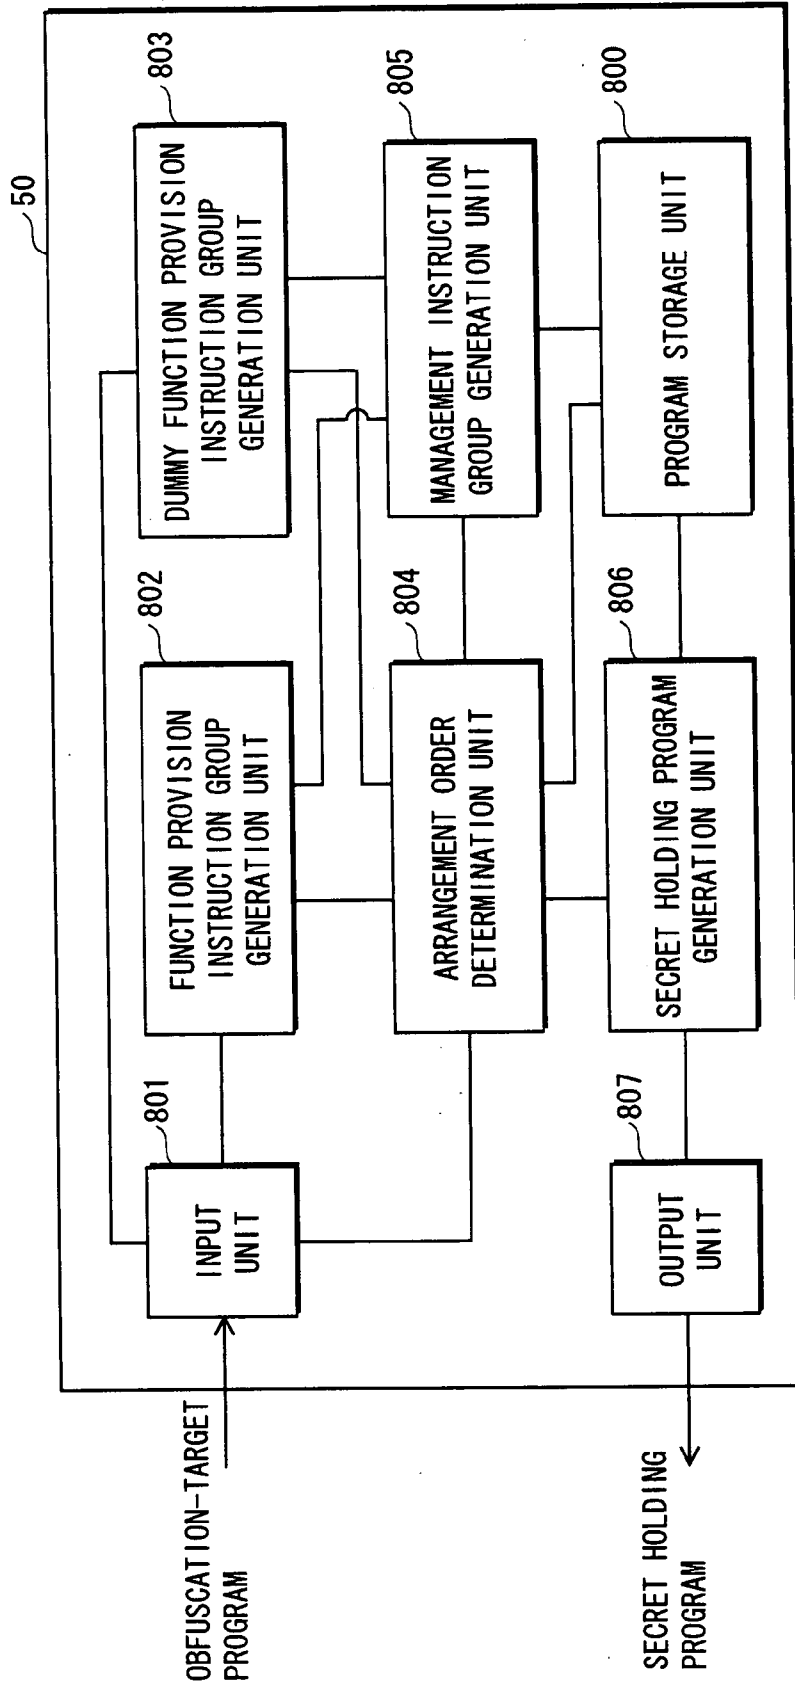 50
OBFUSCATION-TARGET
PROGRAM
801
INPUT
UNIT
802
FUNCTION PROVISION
INSTRUCTION GROUP
GENERATION UNIT
803
DUMMY FUNCTION PROVISION
INSTRUCTION GROUP
GENERATION UNIT
804
ARRANGEMENT ORDER
DETERMINATION UNIT
805
MANAGEMENT INSTRUCTION
GROUP GENERATION UNIT
SECRET HOLDING
PROGRAM
807
OUTPUT
UNIT
806
SECRET HOLDING PROGRAM
GENERATION UNIT
800
PROGRAM STORAGE UNIT